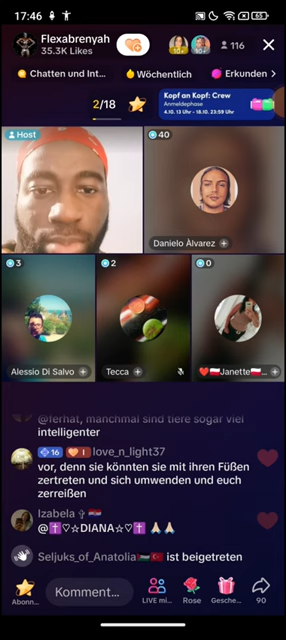 17:46
65
Flexabrenyah
35.3K Likes
10+
116
Chatten und Int...
Wöchentlich
Erkunden
2/18
Kopf an Kopf: Crew
Anmeldephase
4.10. 13 Uhr - 18.10. 23:59 Uhr
Host
40
Danielo Àlvarez
3
2
0
Alessio Di Salvo
Tecca
❤️🇵🇱Janette🇵🇱...
@ferhat, manchmal sind tiere sogar viel
intelligenter
16 1 love_n_light37
vor, denn sie könnten sie mit ihren Füßen
zertreten und sich umwenden und euch
zerreißen
Izabela ✞ 🇭🇷
@✝️♡☆DIANA☆♡✝️ 🙏🏼 🙏🏼
Seljuks_of_Anatolia🇵🇸🇹🇷 ist beigetreten
Komment...
Abonn...
LIVE mi...
Rose
Gesche...
90